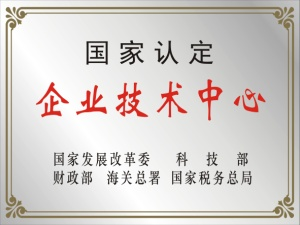 国家认定
企业技术中心
国家发展改革委 科技部
财政部 海关总署 国家税务总局